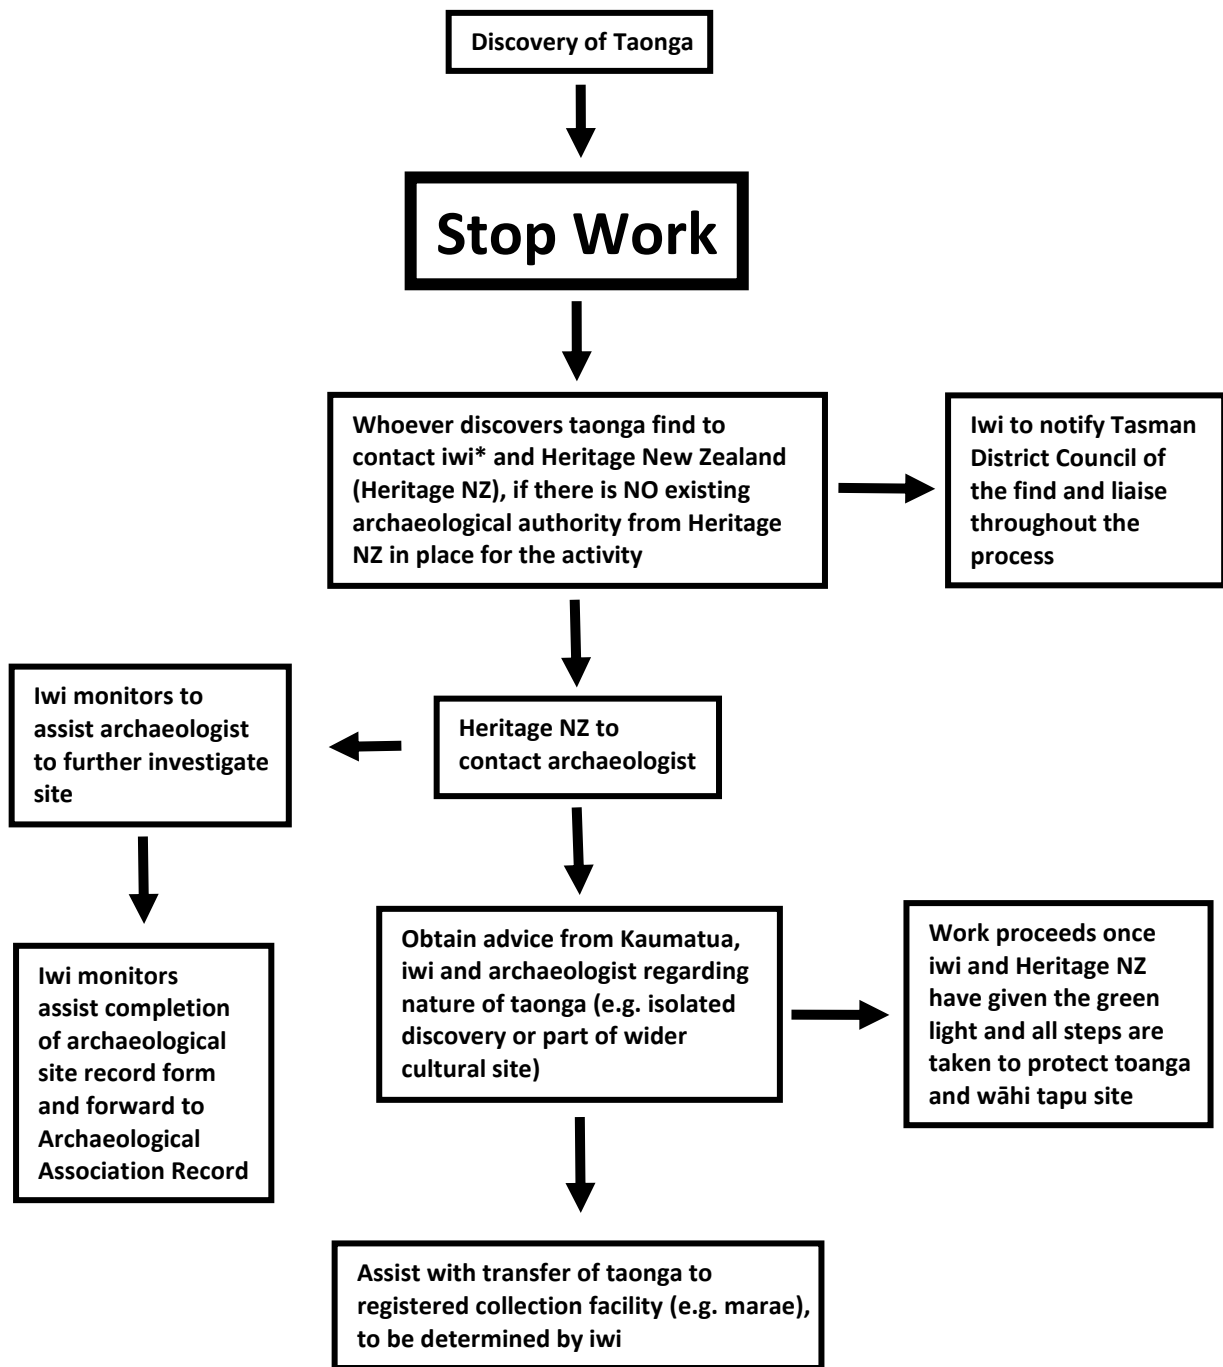 Discovery of Taonga
Stop Work
Whoever discovers taonga find to
contact iwi* and Heritage New Zealand
(Heritage NZ), if there is NO existing
archaeological authority from Heritage
NZ in place for the activity
Iwi to notify Tasman
District Council of
the find and liaise
throughout the
process
Iwi monitors to
assist archaeologist
to further investigate
site
Heritage NZ to
contact archaeologist
Iwi monitors
assist completion
of archaeological
site record form
and forward to
Archaeological
Association Record
Obtain advice from Kaumatua,
iwi and archaeologist regarding
nature of taonga (e.g. isolated
discovery or part of wider
cultural site)
Work proceeds once
iwi and Heritage NZ
have given the green
light and all steps are
taken to protect toanga
and wāhi tapu site
Assist with transfer of taonga to
registered collection facility (e.g. marae),
to be determined by iwi